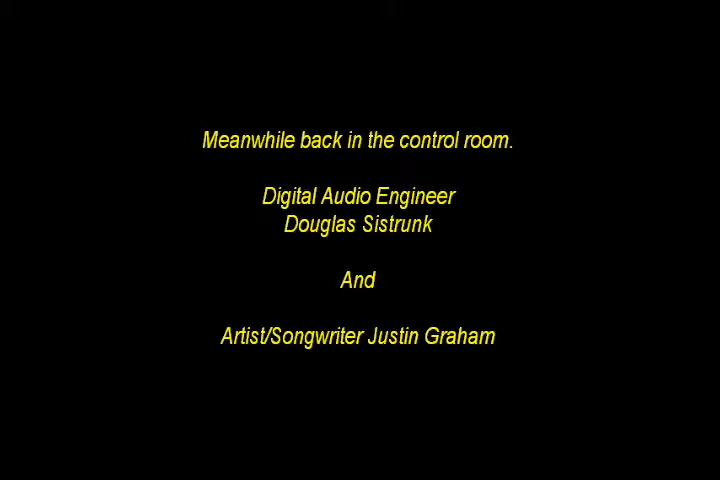 Meanwhile back in the control room.
Digital Audio Engineer
Douglas Sistrunk
And
Artist/Songwriter Justin Graham